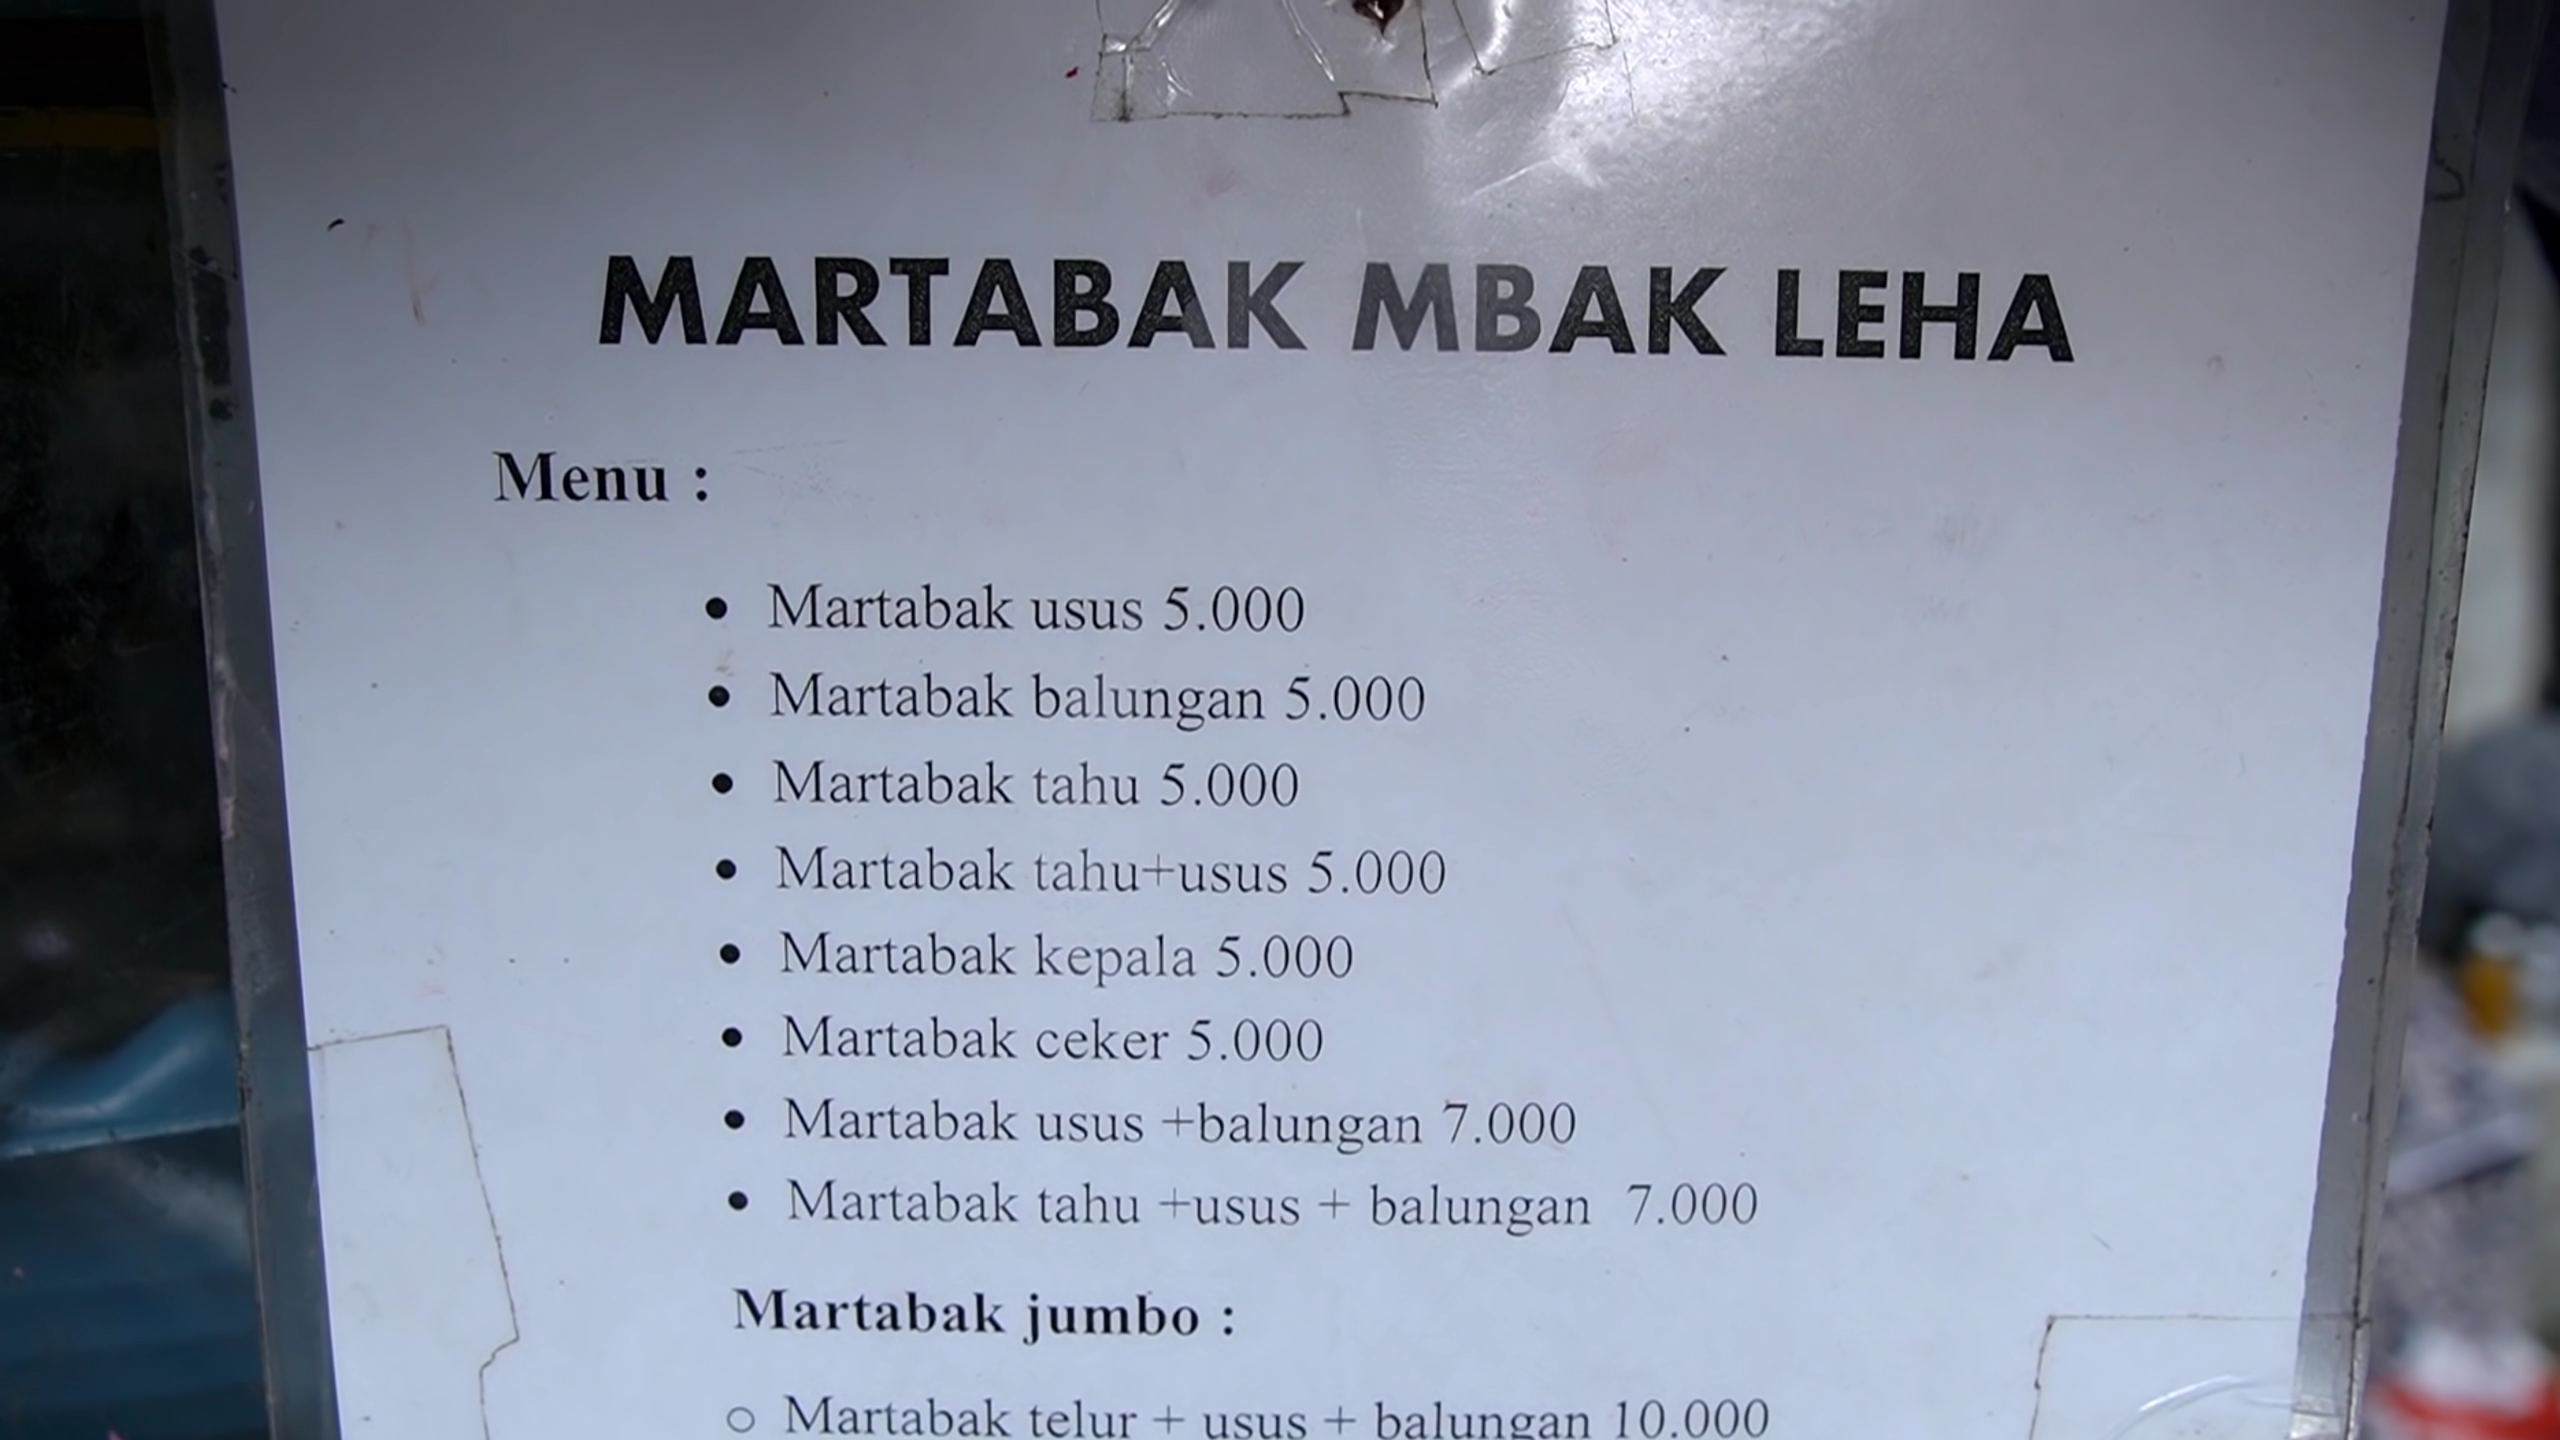 MARTABAK MBAK LEHA
Menu :
• Martabak usus 5.000
• Martabak balungan 5.000
• Martabak tahu 5.000
• Martabak tahu+usus 5.000
• Martabak kepala 5.000
• Martabak ceker 5.000
• Martabak usus +balungan 7.000
• Martabak tahu +usus + balungan 7.000
Martabak jumbo :
○ Martabak telur + usus + balungan 10.000